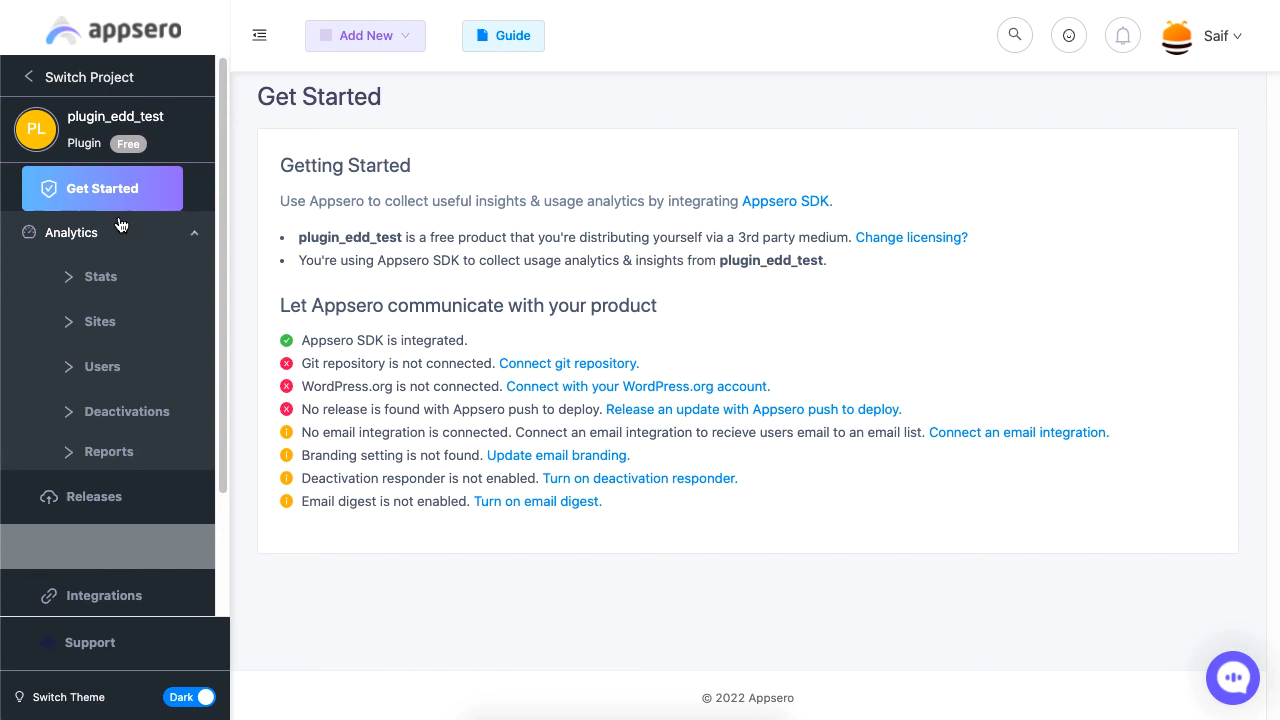 appsero
Add New
Guide
Saif
Switch Project
PL
plugin_edd_test
Plugin Free
Get Started
Analytics
Stats
Sites
Users
Deactivations
Reports
Releases
Integrations
Support
Switch Theme Dark
Get Started
Getting Started
Use Appsero to collect useful insights & usage analytics by integrating Appsero SDK.
plugin_edd_test is a free product that you're distributing yourself via a 3rd party medium. Change licensing?
You're using Appsero SDK to collect usage analytics & insights from plugin_edd_test.
Let Appsero communicate with your product
Appsero SDK is integrated.
Git repository is not connected. Connect git repository.
WordPress.org is not connected. Connect with your WordPress.org account.
No release is found with Appsero push to deploy. Release an update with Appsero push to deploy.
No email integration is connected. Connect an email integration to recieve users email to an email list. Connect an email integration.
Branding setting is not found. Update email branding.
Deactivation responder is not enabled. Turn on deactivation responder.
Email digest is not enabled. Turn on email digest.
© 2022 Appsero